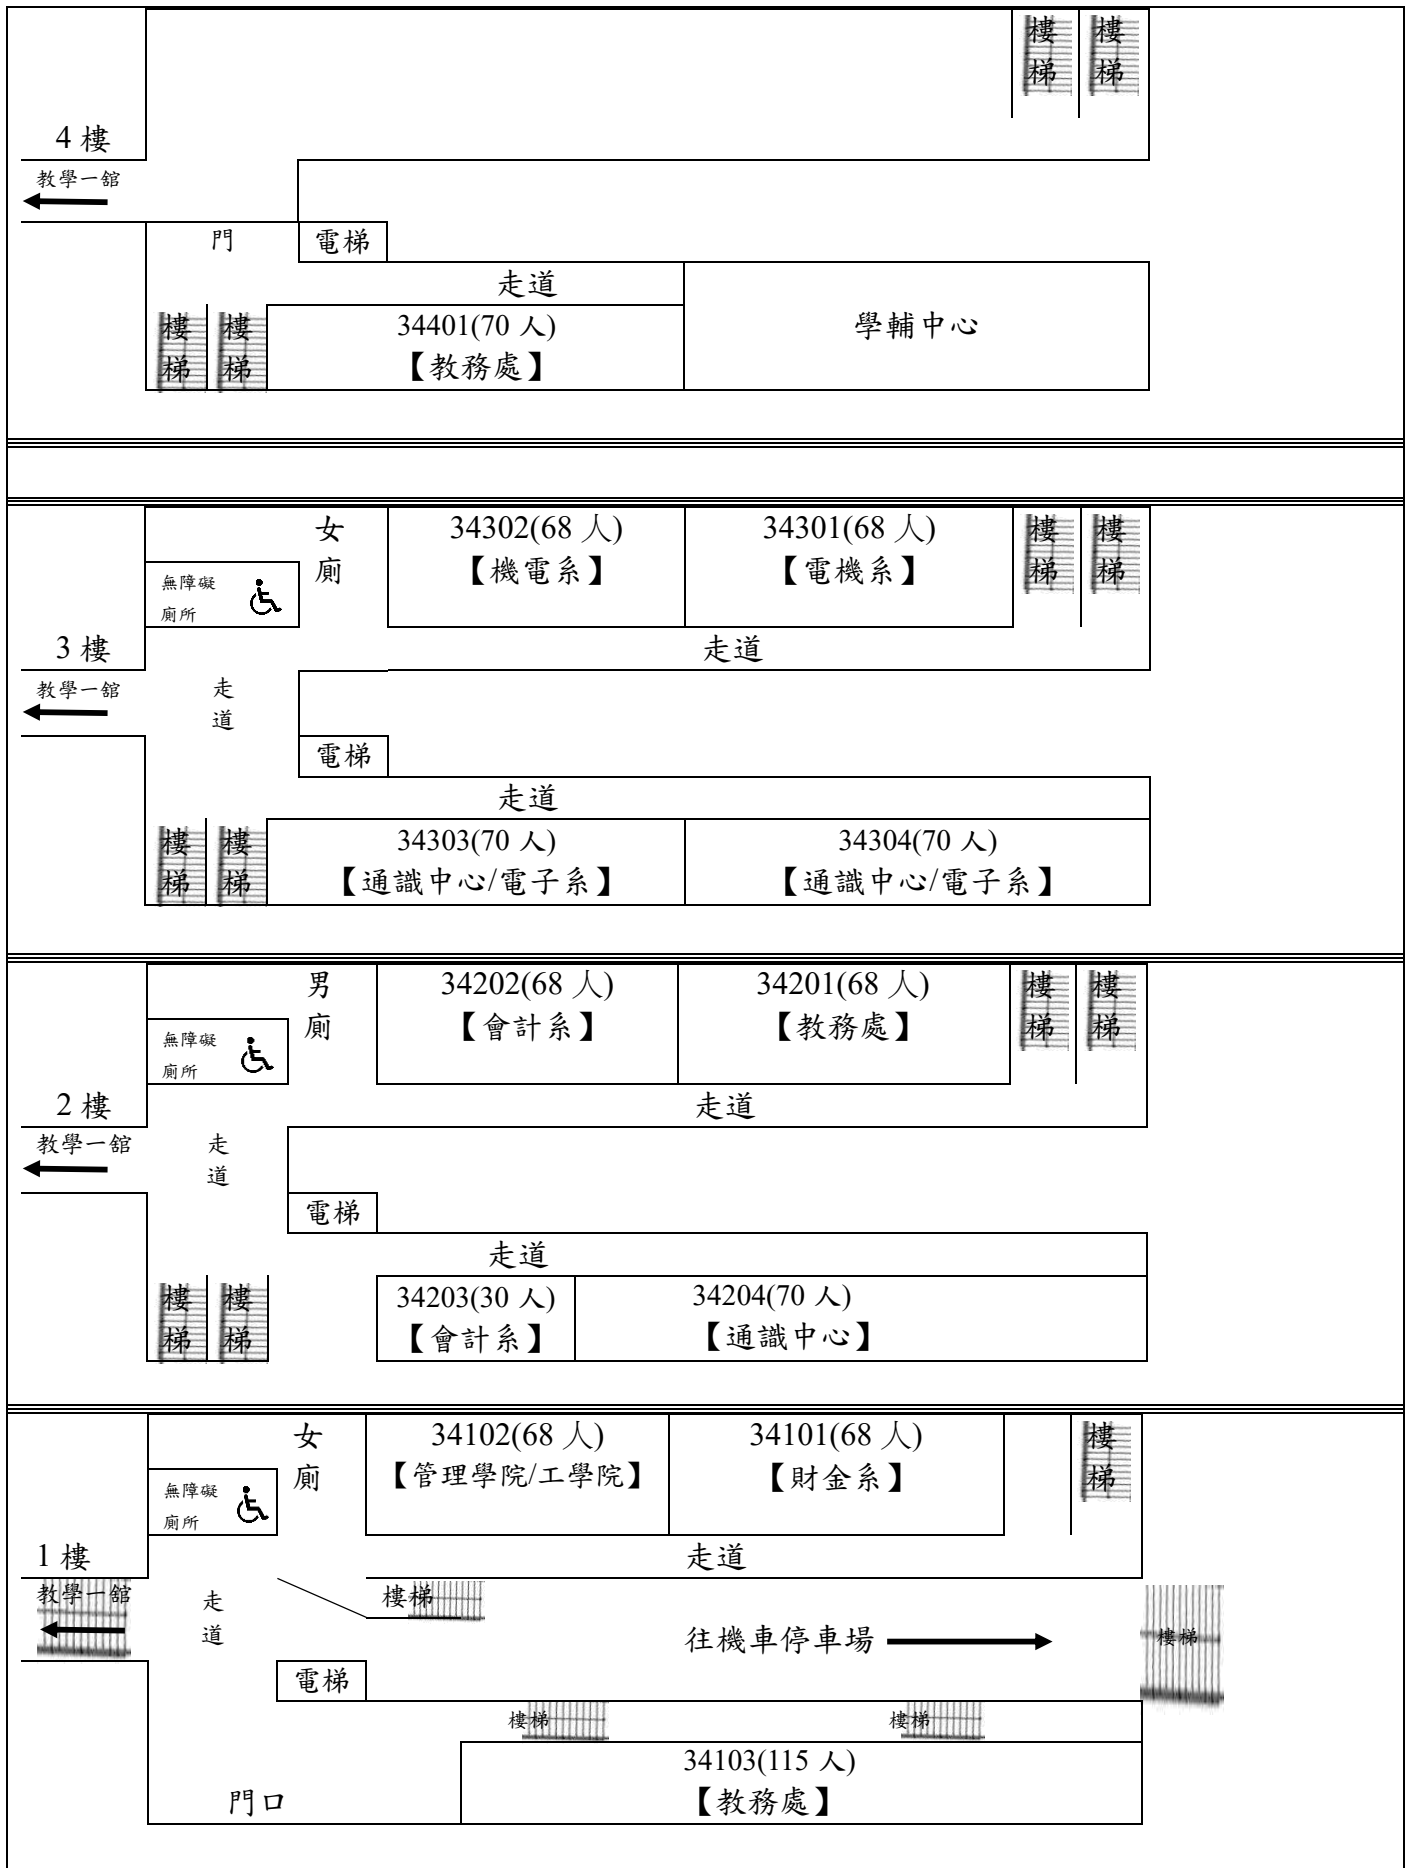 樓梯
樓梯
4 樓
教學一舘
門
電梯
走道
樓梯
樓梯
34401(70 人)
【教務處】
學輔中心
女廁
34302(68 人)
【機電系】
34301(68 人)
【電機系】
樓梯
樓梯
無障礙
廁所
3 樓
走道
教學一舘
走道
電梯
走道
樓梯
樓梯
34303(70 人)
【通識中心/電子系】
34304(70 人)
【通識中心/電子系】
男廁
34202(68 人)
【會計系】
34201(68 人)
【教務處】
樓梯
樓梯
無障礙
廁所
2 樓
走道
教學一舘
走道
電梯
走道
樓梯
樓梯
34203(30 人)
【會計系】
34204(70 人)
【通識中心】
女廁
34102(68 人)
【管理學院/工學院】
34101(68 人)
【財金系】
樓梯
無障礙
廁所
1 樓
走道
教學一舘
走道
樓梯
往機車停車場
樓梯
電梯
樓梯
樓梯
34103(115 人)
【教務處】
門口